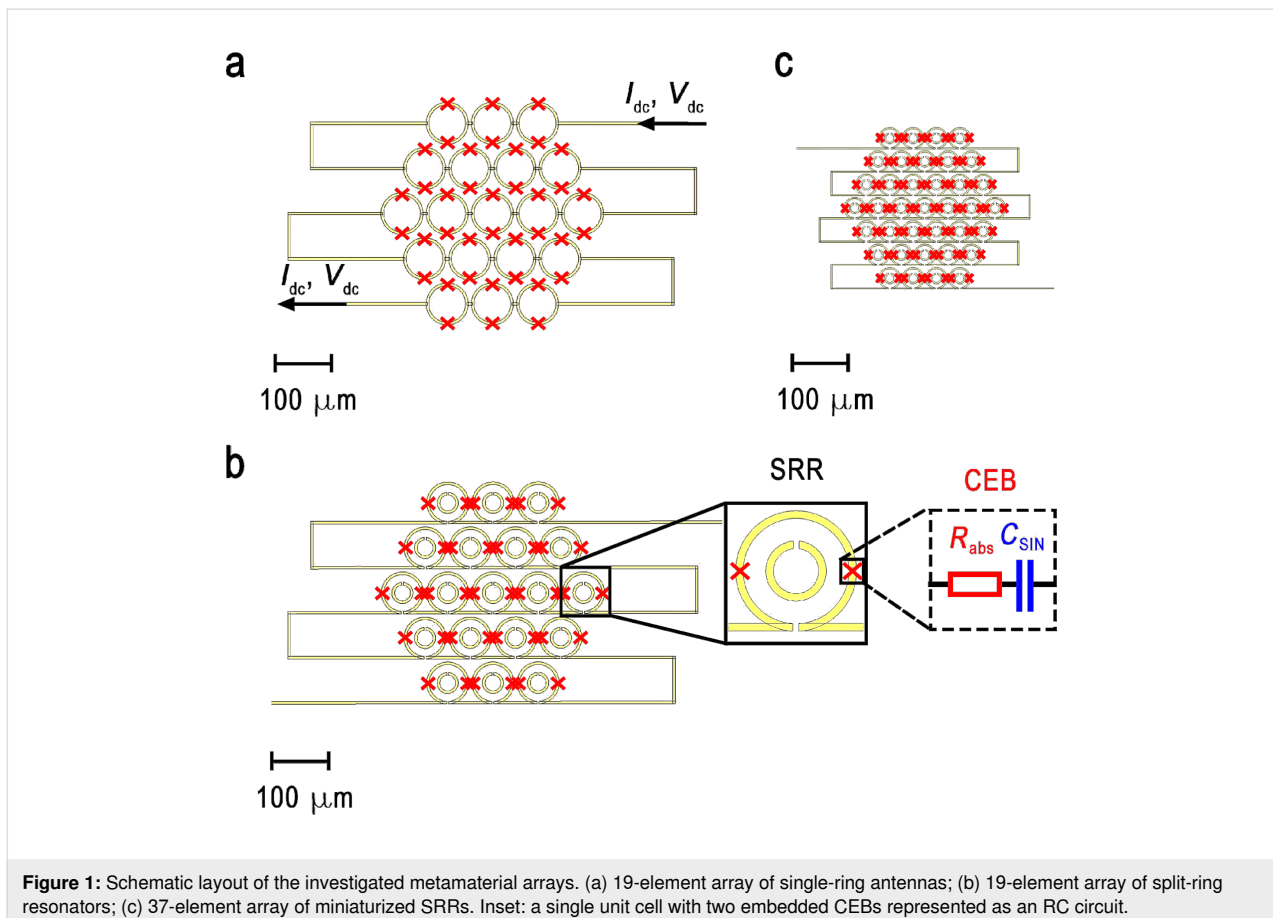 a
I_dc, V_dc
c
I_dc, V_dc
100 μm
100 μm
b
SRR
CEB
R_abs C_SIN
100 μm
Figure 1: Schematic layout of the investigated metamaterial arrays. (a) 19-element array of single-ring antennas; (b) 19-element array of split-ring
resonators; (c) 37-element array of miniaturized SRRs. Inset: a single unit cell with two embedded CEBs represented as an RC circuit.